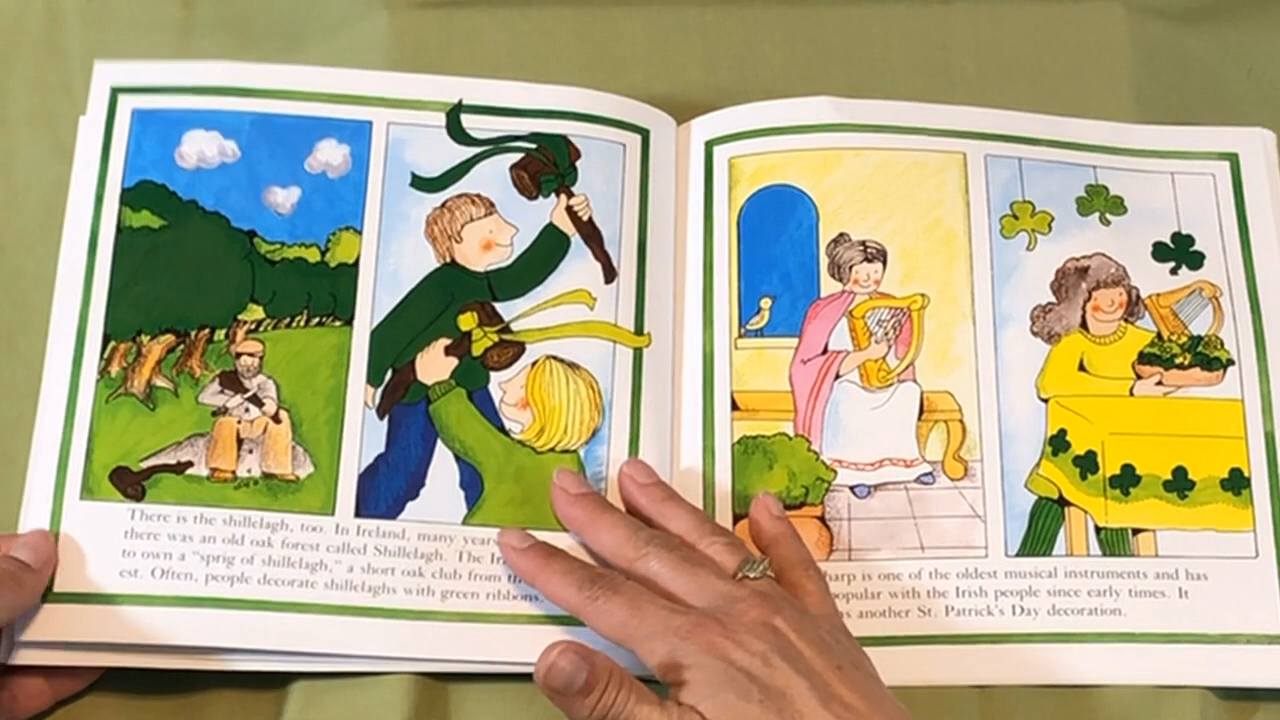 There is the shillelagh, too. In Ireland, many years
there was an old oak forest called Shillelagh. The
to own a "sprig of shillelagh," a short oak club from
est. Often, people decorate shillelaghs with green ribbons.
harp is one of the oldest musical instruments and has
popular with the Irish people since early times. It
another St. Patrick's Day decoration.